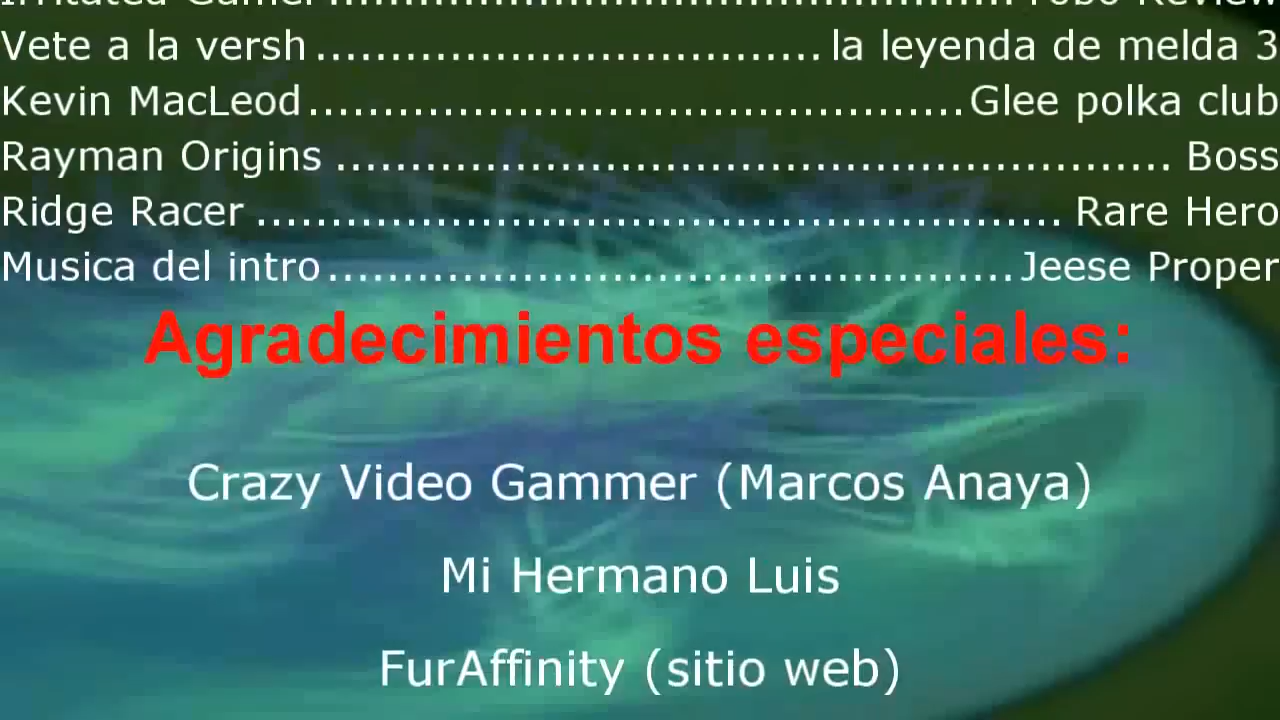 Vete a la versh ................................ la leyenda de melda 3
Kevin MacLeod ......................................... Glee polka club
Rayman Origins .................................................... Boss
Ridge Racer .................................................. Rare Hero
Musica del intro ........................................... Jeese Proper
Agradecimientos especiales:
Crazy Video Gammer (Marcos Anaya)
Mi Hermano Luis
FurAffinity (sitio web)